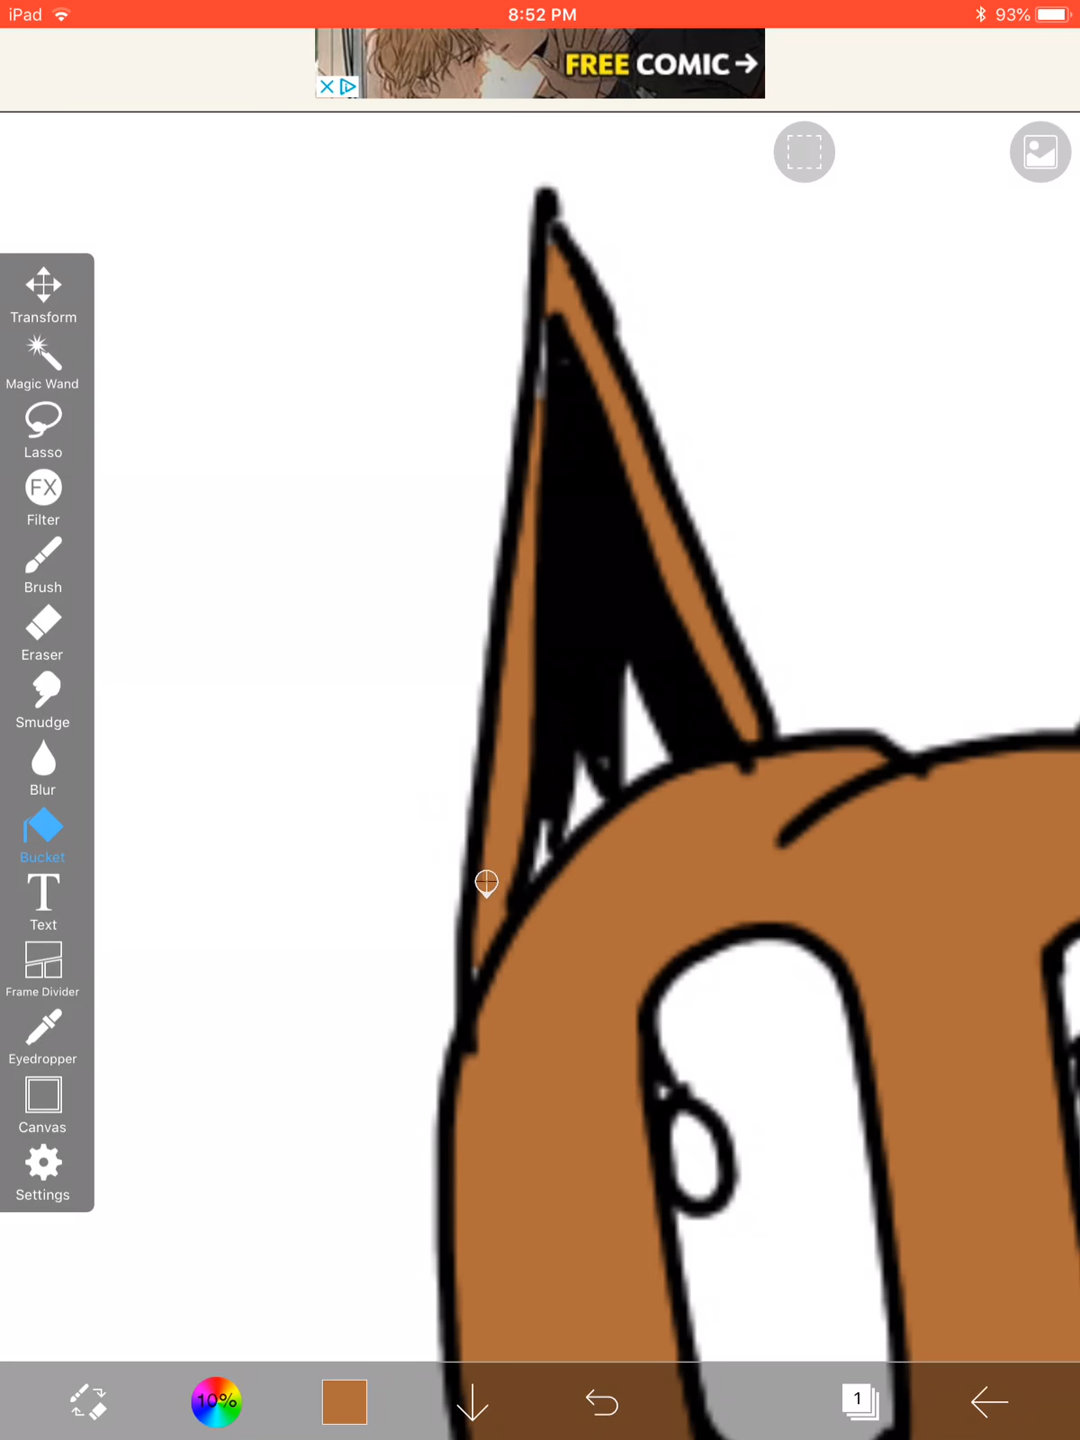 iPad 8:52 PM 93%
FREE COMIC →
Transform
Magic Wand
Lasso
FX
Filter
Brush
Eraser
Smudge
Blur
Bucket
T
Text
Frame Divider
Eyedropper
Canvas
Settings
10% 1